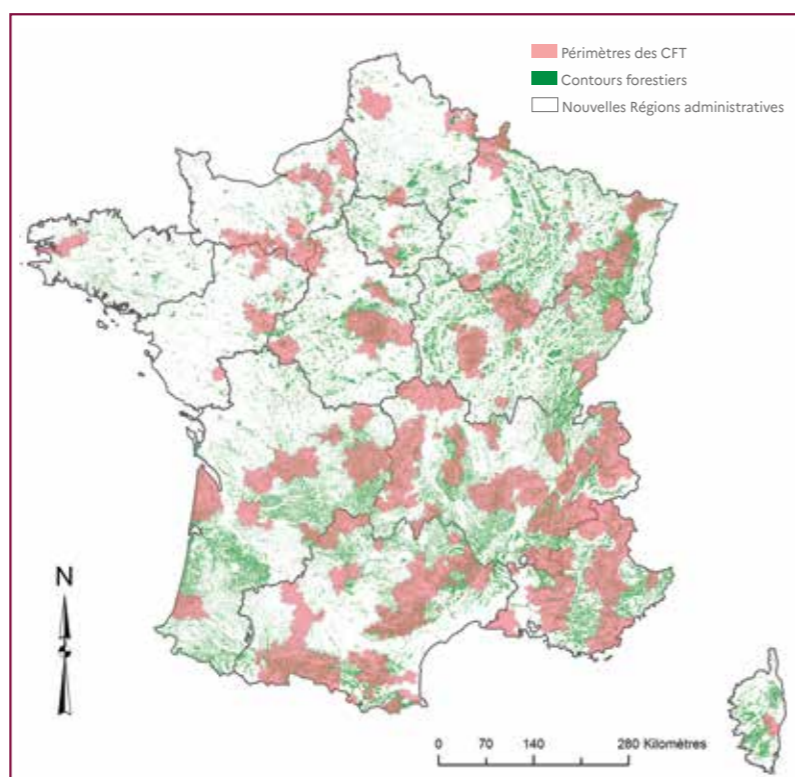 Périmètres des CFT
Contours forestiers
Nouvelles Régions administratives
N
0 70 140 280 Kilomètres